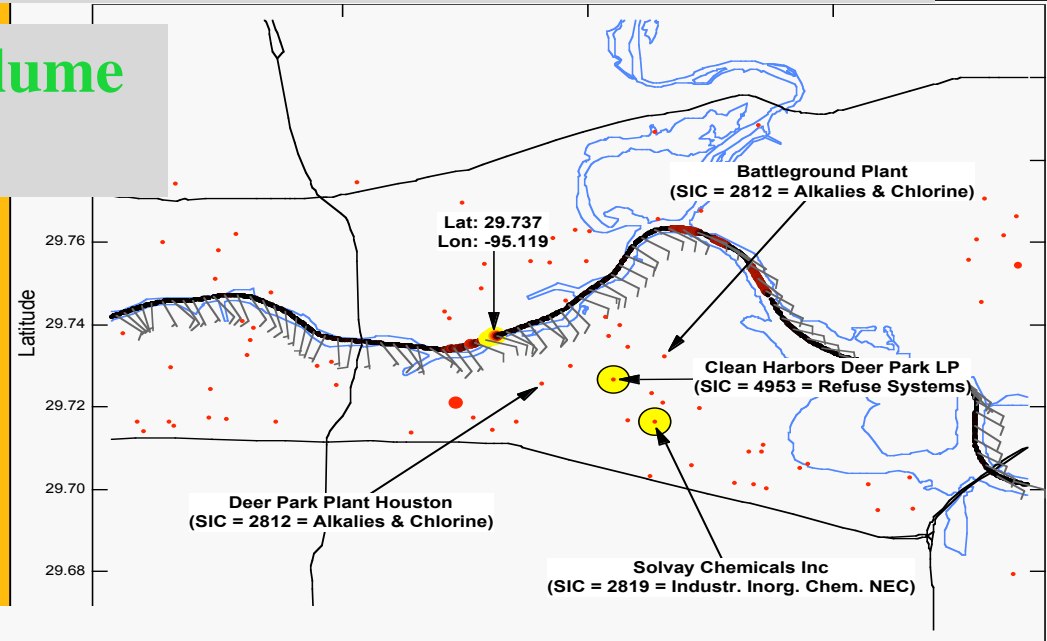 Battleground Plant
(SIC = 2812 = Alkalies & Chlorine)
Lat: 29.737
Lon: -95.119
29.76
29.74
29.72
29.70
29.68
Latitude
Clean Harbors Deer Park LP
(SIC = 4953 = Refuse Systems)
Deer Park Plant Houston
(SIC = 2812 = Alkalies & Chlorine)
Solvay Chemicals Inc
(SIC = 2819 = Industr. Inorg. Chem. NEC)